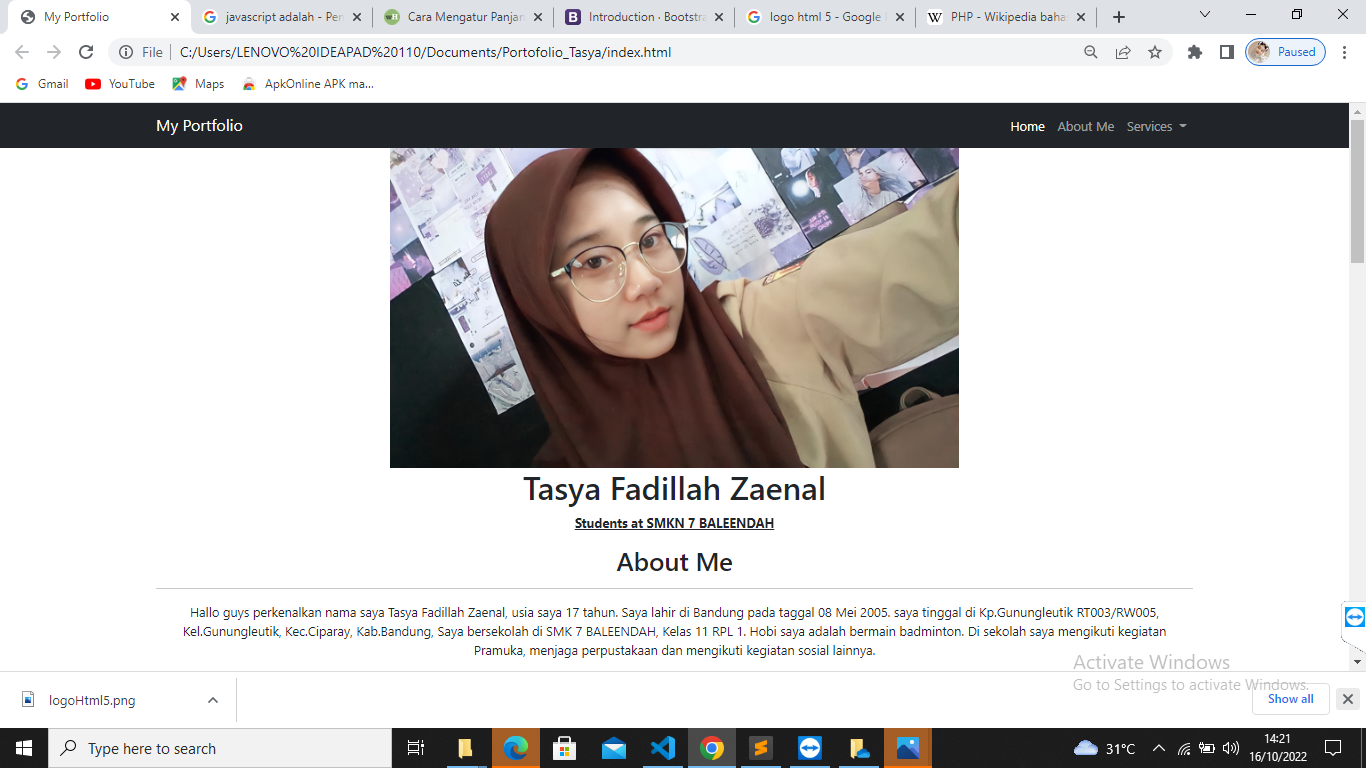 My Portfolio
javascript adalah - Per
Cara Mengatur Panjan
Introduction · Bootstra
logo html 5 - Google
PHP - Wikipedia baha
File
C:/Users/LENOVO%20IDEAPAD%20110/Documents/Portofolio_Tasya/index.html
Paused
Gmail
YouTube
Maps
ApkOnline APK ma...
My Portfolio
Home
About Me
Services
Tasya Fadillah Zaenal
Students at SMKN 7 BALEENDAH
About Me
Hallo guys perkenalkan nama saya Tasya Fadillah Zaenal, usia saya 17 tahun. Saya lahir di Bandung pada taggal 08 Mei 2005. saya tinggal di Kp.Gunungleutik RT003/RW005,
Kel.Gunungleutik, Kec.Ciparay, Kab.Bandung, Saya bersekolah di SMK 7 BALEENDAH, Kelas 11 RPL 1. Hobi saya adalah bermain badminton. Di sekolah saya mengikuti kegiatan
Pramuka, menjaga perpustakaan dan mengikuti kegiatan sosial lainnya.
Activate Windows
Go to Settings to activate Windows.
logoHtml5.png
Show all
Type here to search
31°C
14:21
16/10/2022